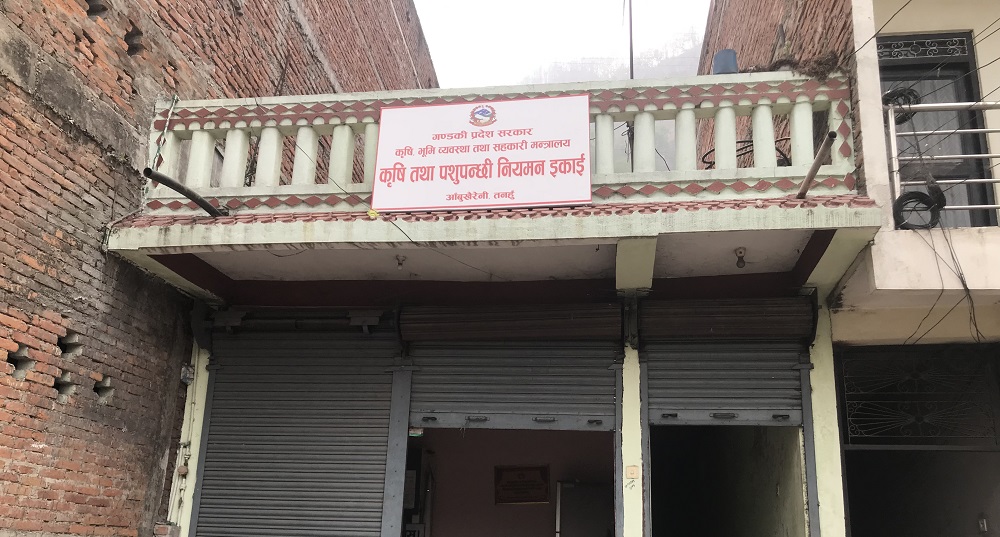 गण्डकी प्रदेश सरकार
कृषि, भूमि व्यवस्था तथा सहकारी मन्त्रालय
कृषि तथा पशुपन्छी नियमन इकाई
आँबुखैरेनी तनहुँ